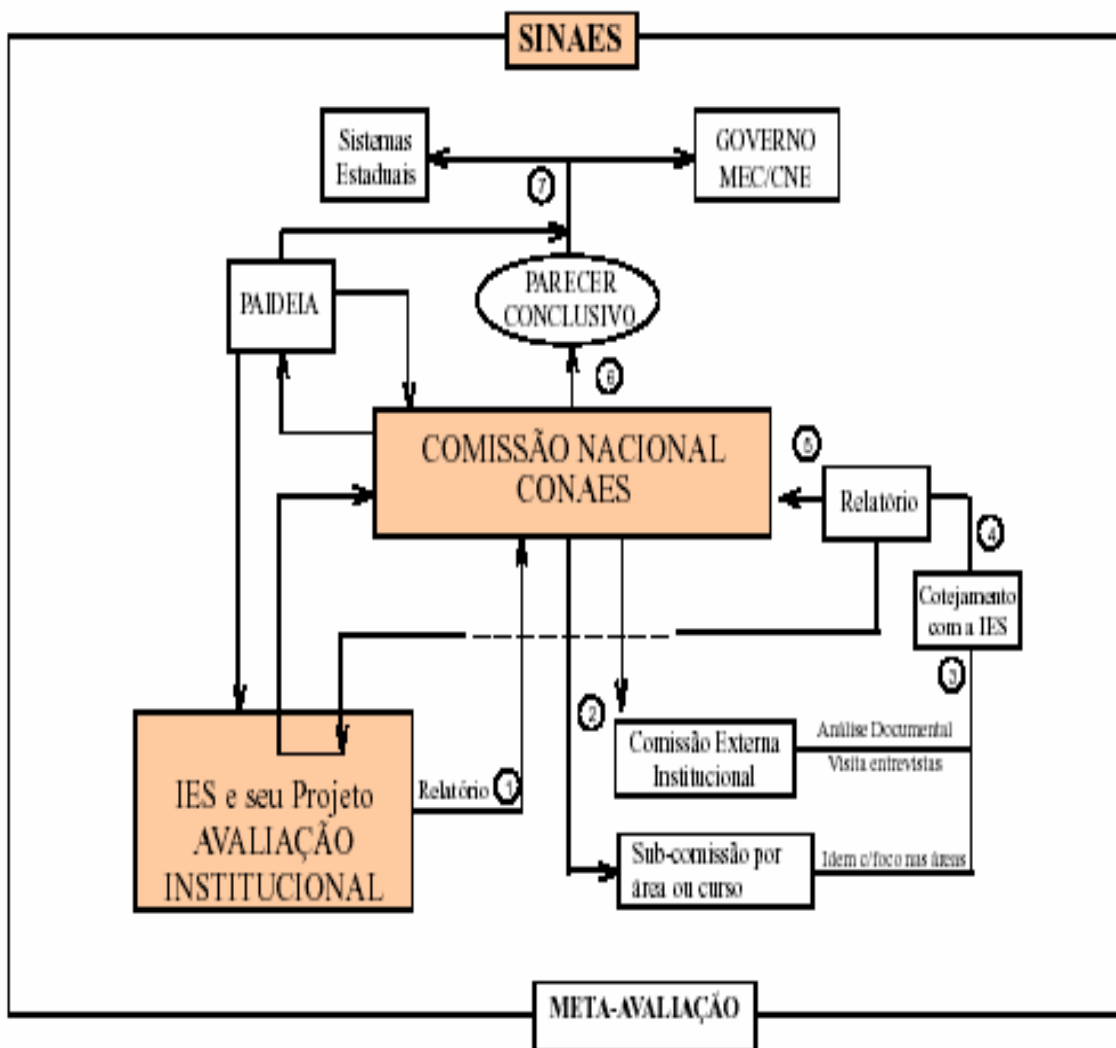 SINAES
Sistemas
Estaduais
GOVERNO
MEC/CNE
7
PAIDEIA
PARECER
CONCLUSIVO
6
COMISSÃO NACIONAL
CONAES
5
Relatório
4
Cotejamento
com a IES
3
2
Comissão Externa
Institucional
Análise Documental
Visita entrevistas
IES e seu Projeto
AVALIAÇÃO
INSTITUCIONAL
Relatório 1
Sub-comissão por
área ou curso
Idem c/foco nas áreas
META-AVALIAÇÃO